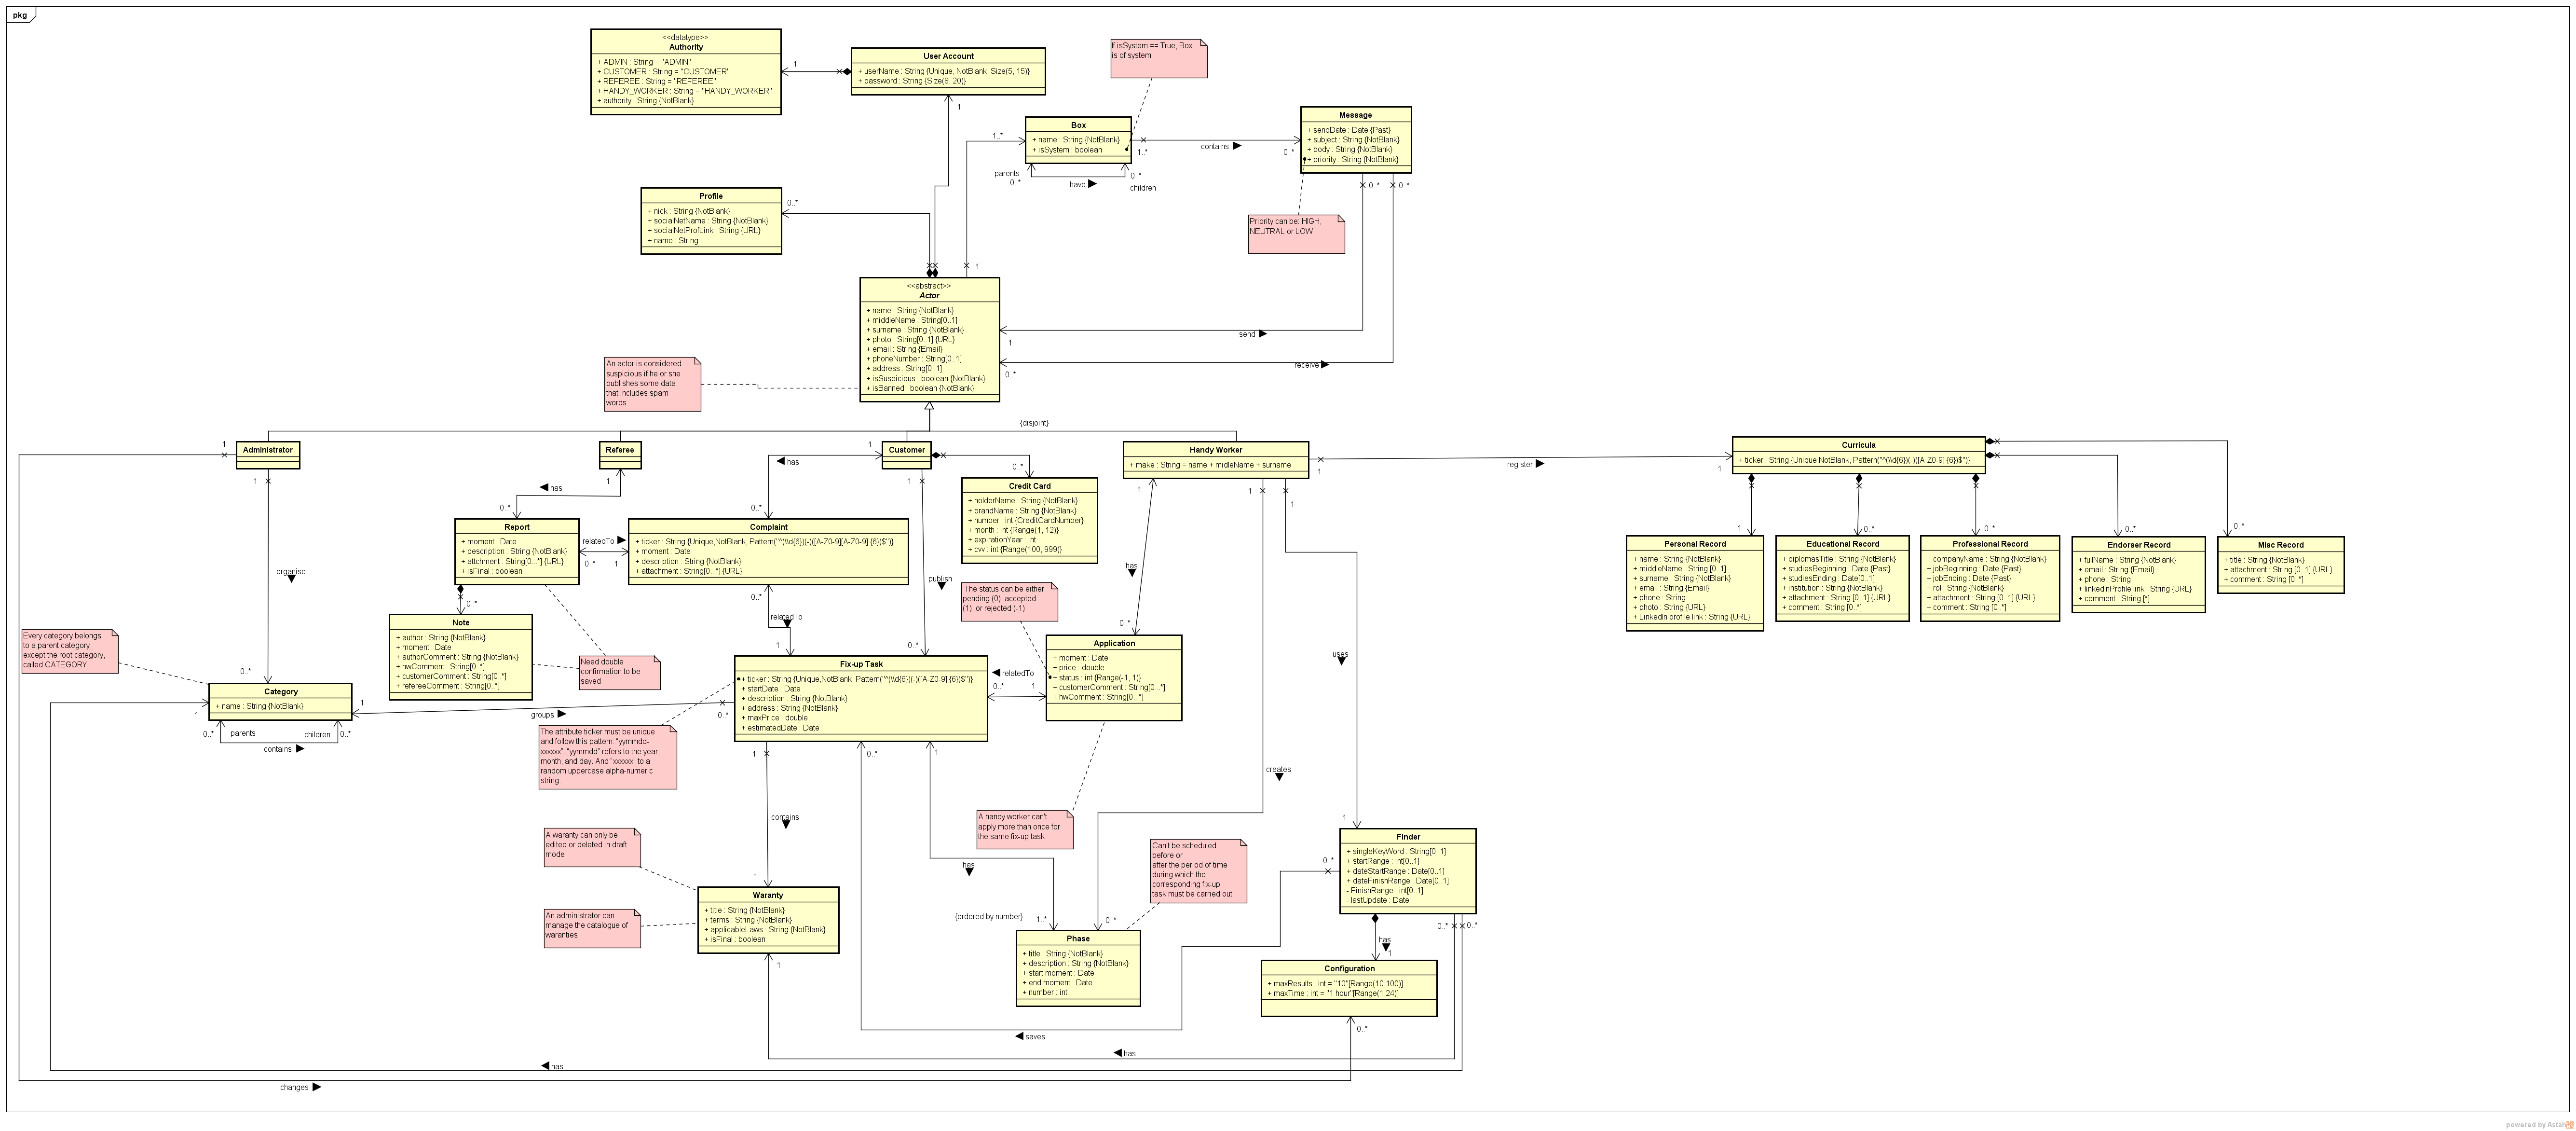 pkg
<<datatype>>
Authority
+ ADMIN : String = "ADMIN"
+ CUSTOMER : String = "CUSTOMER"
+ REFEREE : String = "REFEREE"
+ HANDY_WORKER : String = "HANDY_WORKER"
+ authority : String {NotBlank}
1
User Account
+ userName : String {Unique, NotBlank, Size(5, 15)}
+ password : String {Size(8, 20)}
1
If isSystem == True, Box
is of system
Box
+ name : String {NotBlank}
+ isSystem : boolean
1..*
1..*
contains
0..*
parents
0..*
have
0..*
children
Message
+ sendDate : Date {Past}
+ subject : String {NotBlank}
+ body : String {NotBlank}
+ priority : String {NotBlank}
0..*
0..*
Priority can be: HIGH,
NEUTRAL or LOW
Profile
+ nick : String {NotBlank}
+ socialNetName : String {NotBlank}
+ socialNetProfLink : String {URL}
+ name : String
0..*
1
<<abstract>>
Actor
+ name : String {NotBlank}
+ middleName : String[0..1]
+ surname : String {NotBlank}
+ photo : String[0..1] {URL}
+ email : String {Email}
+ phoneNumber : String[0..1]
+ address : String[0..1]
+ isSuspicious : boolean {NotBlank}
+ isBanned : boolean {NotBlank}
send
1
receive
0..*
An actor is considered
suspicious if he or she
publishes some data
that includes spam
words
{disjoint}
1
Administrator
1
Referee
1
has
0..*
1
Customer
1
has
0..*
0..*
Handy Worker
+ make : String = name + midleName + surname
1
1
1
1
register
1
Curricula
+ ticker : String {Unique,NotBlank, Pattern("^(\\d{6})(-)([A-Z0-9] {6})$")}
Credit Card
+ holderName : String {NotBlank}
+ brandName : String {NotBlank}
+ number : int {CreditCardNumber}
+ month : int {Range(1, 12)}
+ expirationYear : int
+ cvv : int {Range(100, 999)}
Report
+ moment : Date
+ description : String {NotBlank}
+ attchment : String[0..*] {URL}
+ isFinal : boolean
relatedTo
0..*
1
0..*
Complaint
+ ticker : String {Unique,NotBlank, Pattern("^(\\d{6})(-)([A-Z0-9][A-Z0-9] {6})$")}
+ moment : Date
+ description : String {NotBlank}
+ attachment : String[0..*] {URL}
0..*
relatedTo
1
organise
0..*
publish
0..*
has
0..*
1
0..*
0..*
0..*
0..*
Personal Record
+ name : String {NotBlank}
+ middleName : String [0..1]
+ surname : String {NotBlank}
+ email : String {Email}
+ phone : String
+ photo : String {URL}
+ LinkedIn profile link : String {URL}
Educational Record
+ diplomasTitle : String {NotBlank}
+ studiesBeginning : Date {Past}
+ studiesEnding : Date[0..1]
+ institution : String {NotBlank}
+ attachment : String [0..1] {URL}
+ comment : String [0..*]
Professional Record
+ companyName : String {NotBlank}
+ jobBeginning : Date {Past}
+ jobEnding : Date {Past}
+ rol : String {NotBlank}
+ attachment : String [0..1] {URL}
+ comment : String [0..*]
Endorser Record
+ fullName : String {NotBlank}
+ email : String {Email}
+ phone : String
+ linkedInProfile link : String {URL}
+ comment : String [*]
Misc Record
+ title : String {NotBlank}
+ attachment : String [0..1] {URL}
+ comment : String [0..*]
The status can be either
pending (0), accepted
(1), or rejected (-1)
Note
+ author : String {NotBlank}
+ moment : Date
+ authorComment : String {NotBlank}
+ hwComment : String[0..*]
+ customerComment : String[0..*]
+ refereeComment : String[0..*]
Need double
confirmation to be
saved
Every category belongs
to a parent category,
except the root category,
called CATEGORY.
Category
+ name : String {NotBlank}
1
1
0..*
parents
children
0..*
contains
groups
0..*
Fix-up Task
+ ticker : String {Unique,NotBlank, Pattern("^(\\d{6})(-)([A-Z0-9] {6})$")}
+ startDate : Date
+ description : String {NotBlank}
+ address : String {NotBlank}
+ maxPrice : double
+ estimatedDate : Date
relatedTo
0..*
1
Application
+ moment : Date
+ price : double
+ status : int {Range(-1, 1)}
+ customerComment : String[0..*]
+ hwComment : String[0..*]
uses
The attribute ticker must be unique
and follow this pattern: "yymmdd-
xxxxxx". "yymmdd" refers to the year,
month, and day. And "xxxxxx" to a
random uppercase alpha-numeric
string.
1
0..*
1
creates
contains
1
A handy worker can't
apply more than once for
the same fix-up task
has
{ordered by number}
1..*
0..*
Can't be scheduled
before or
after the period of time
during which the
corresponding fix-up
task must be carried out
A waranty can only be
edited or deleted in draft
mode.
An administrator can
manage the catalogue of
waranties.
Waranty
+ title : String {NotBlank}
+ terms : String {NotBlank}
+ applicableLaws : String {NotBlank}
+ isFinal : boolean
1
Phase
+ title : String {NotBlank}
+ description : String {NotBlank}
+ start moment : Date
+ end moment : Date
+ number : int
1
0..*
Finder
+ singleKeyWord : String[0..1]
+ startRange : int[0..1]
+ dateStartRange : Date[0..1]
+ dateFinishRange : Date[0..1]
- FinishRange : int[0..1]
- lastUpdate : Date
0..*
0..*
has
1
Configuration
+ maxResults : int = "10"[Range(10,100)]
+ maxTime : int = "1 hour"[Range(1,24)]
0..*
saves
has
has
changes
powered by Astah